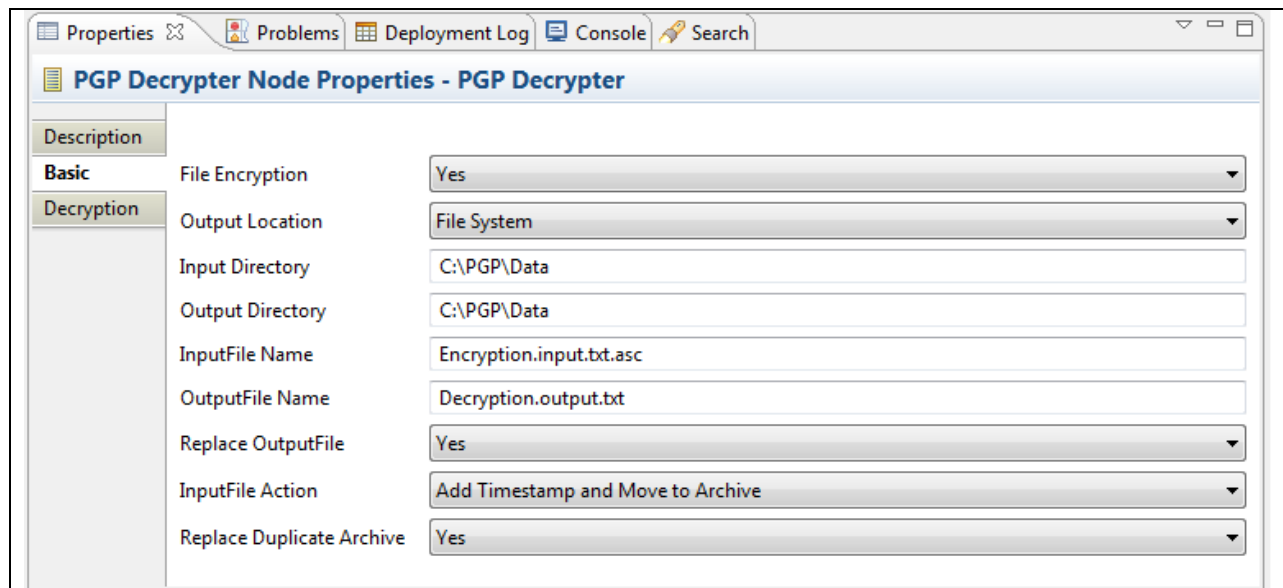 Properties Problems Deployment Log Console Search
PGP Decrypter Node Properties - PGP Decrypter
Description
Basic
Decryption
File Encryption Yes
Output Location File System
Input Directory C:\PGP\Data
Output Directory C:\PGP\Data
InputFile Name Encryption.input.txt.asc
OutputFile Name Decryption.output.txt
Replace OutputFile Yes
InputFile Action Add Timestamp and Move to Archive
Replace Duplicate Archive Yes